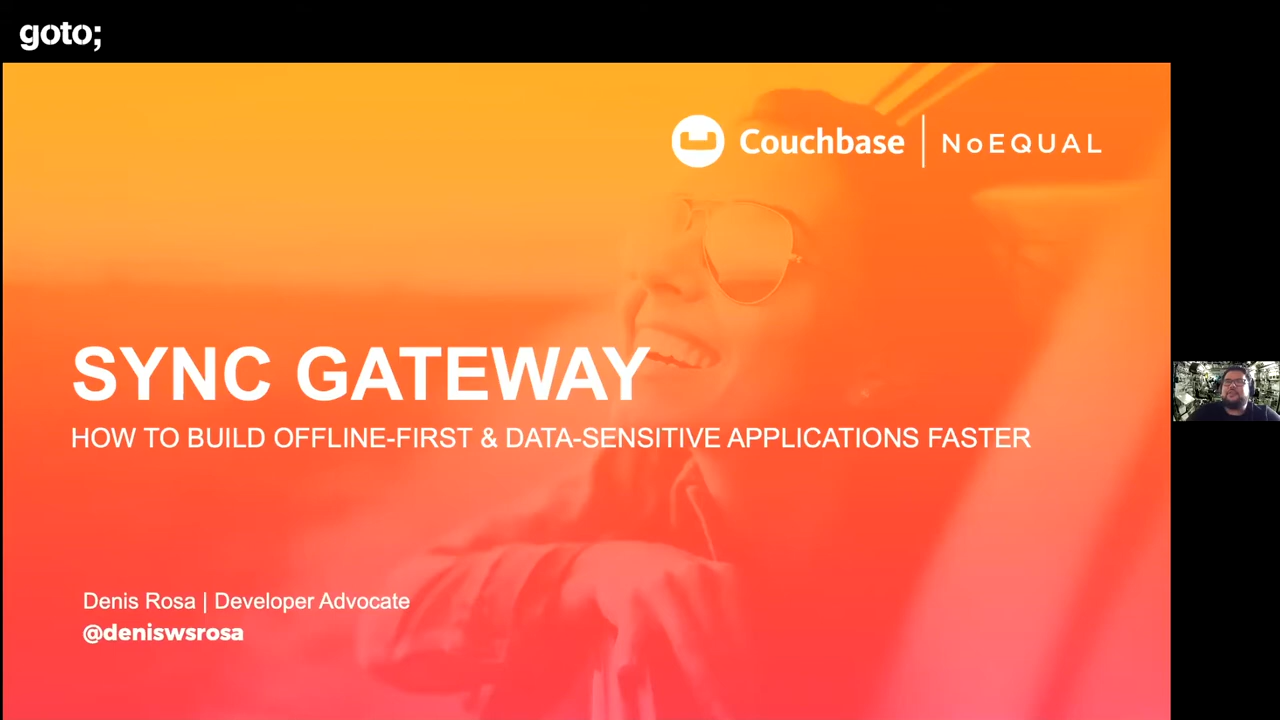 goto;
Couchbase | NoEQUAL
SYNC GATEWAY
HOW TO BUILD OFFLINE-FIRST & DATA-SENSITIVE APPLICATIONS FASTER
Denis Rosa | Developer Advocate
@deniswsrosa